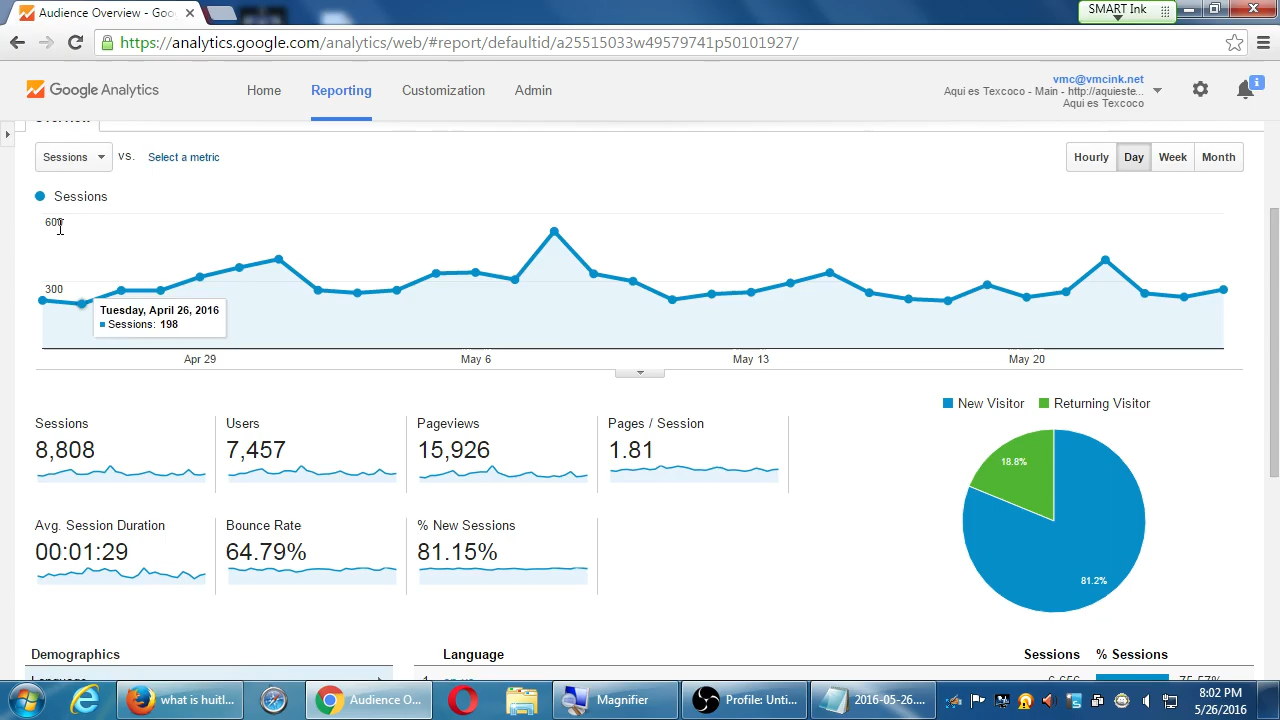 Audience Overview - Goo
SMART Ink
https://analytics.google.com/analytics/web/#report/defaultid/a25515033w49579741p50101927/
Google Analytics
Home
Reporting
Customization
Admin
vmc@vmcink.net
Aqui es Texcoco - Main - http://aquieste...
Aqui es Texcoco
i
Overview
Sessions
vs.
Select a metric
Hourly
Day
Week
Month
Sessions
600
300
Tuesday, April 26, 2016
Sessions: 198
Apr 29
May 6
May 13
May 20
Sessions
8,808
Users
7,457
Pageviews
15,926
Pages / Session
1.81
Avg. Session Duration
00:01:29
Bounce Rate
64.79%
% New Sessions
81.15%
New Visitor
Returning Visitor
18.8%
81.2%
Demographics
Language
Language
Sessions
% Sessions
what is huitl...
Audience O...
Magnifier
Profile: Unti...
2016-05-26....
8:02 PM
5/26/2016